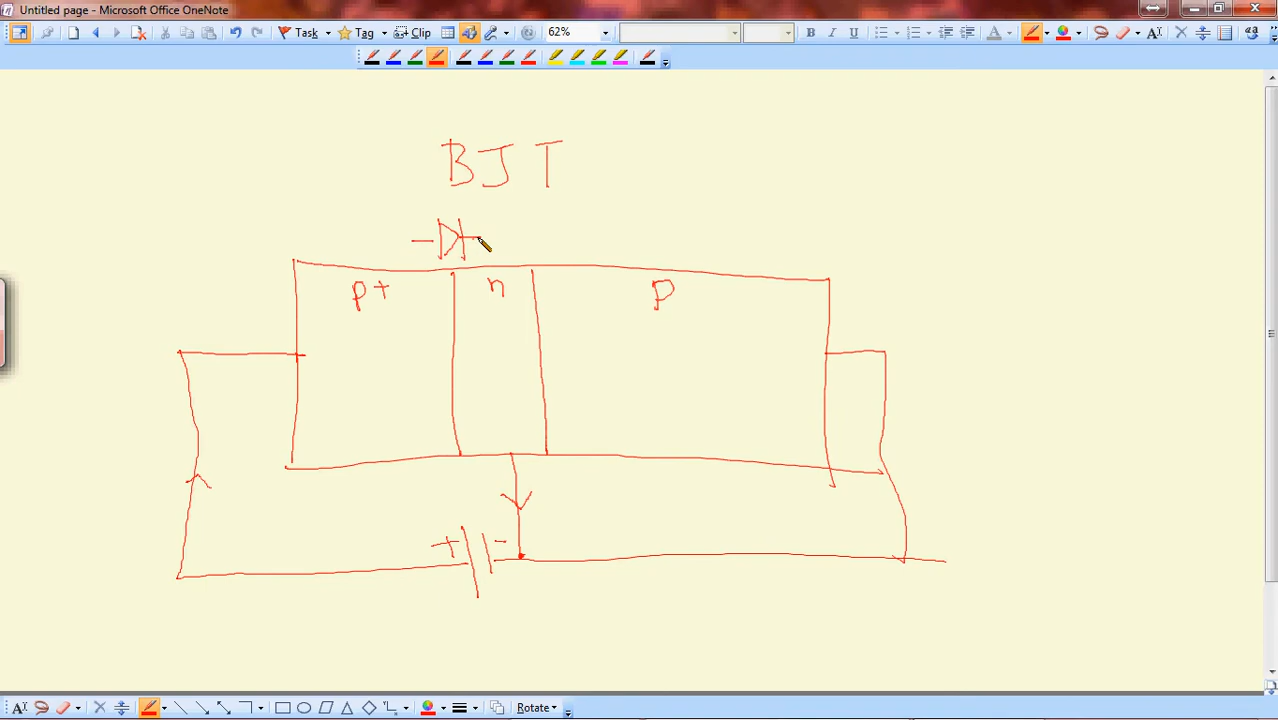 Untitled page - Microsoft Office OneNote
Task Tag Clip 62% B I U A
BJT
p+ n p
+ -
Rotate